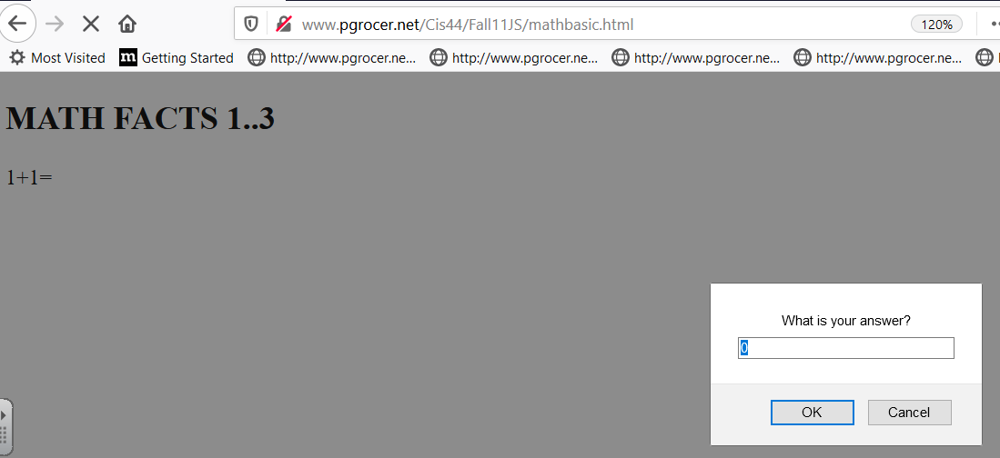 www.pgrocer.net/Cis44/Fall11JS/mathbasic.html 120%
Most Visited m Getting Started http://www.pgrocer.ne... http://www.pgrocer.ne... http://www.pgrocer.ne... http://www.pgrocer.ne...
MATH FACTS 1..3
1+1=
What is your answer?
0
OK Cancel